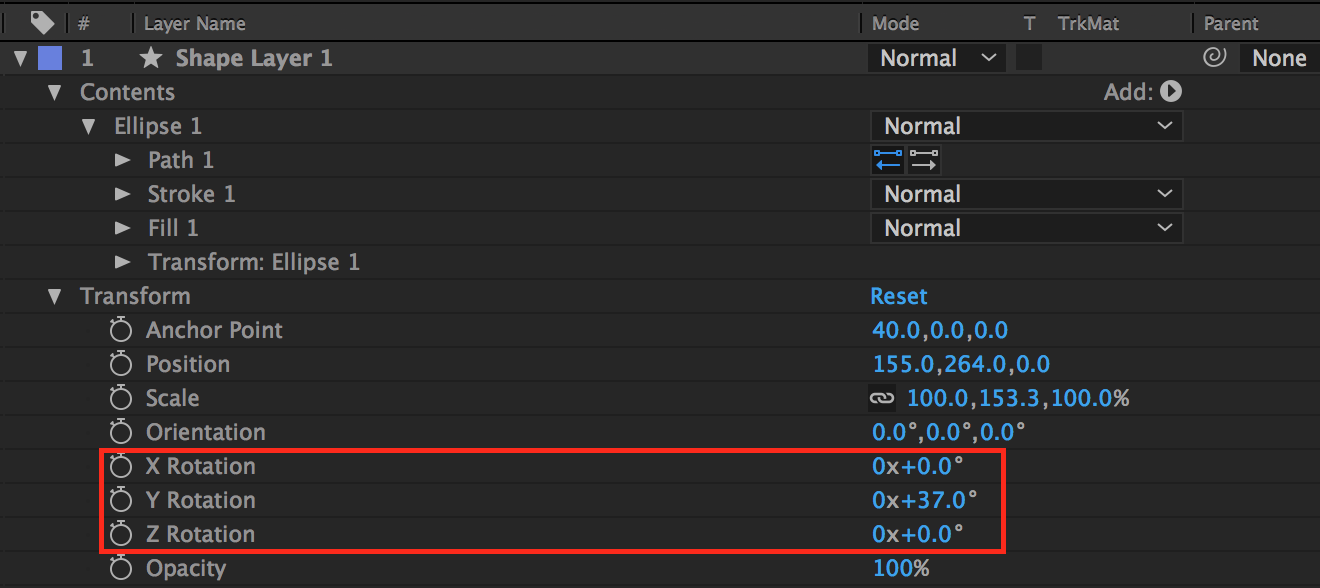 # Layer Name Mode T TrkMat Parent
1 Shape Layer 1 Normal None
Contents Add:
Ellipse 1 Normal
Path 1
Stroke 1 Normal
Fill 1 Normal
Transform: Ellipse 1
Transform Reset
Anchor Point 40.0,0.0,0.0
Position 155.0,264.0,0.0
Scale 100.0,153.3,100.0%
Orientation 0.0°,0.0°,0.0°
X Rotation 0x+0.0°
Y Rotation 0x+37.0°
Z Rotation 0x+0.0°
Opacity 100%